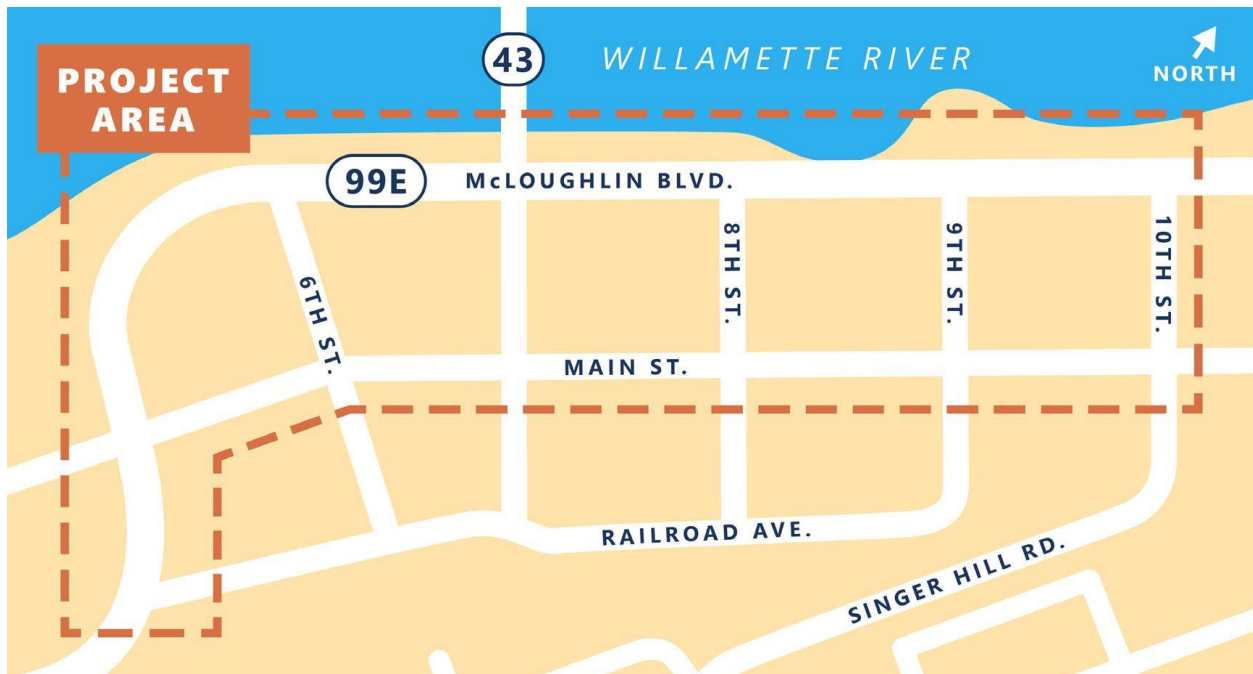 PROJECT
AREA
43
WILLAMETTE RIVER
NORTH
99E
McLOUGHLIN BLVD.
6TH ST.
8TH ST.
9TH ST.
10TH ST.
MAIN ST.
RAILROAD AVE.
SINGER HILL RD.